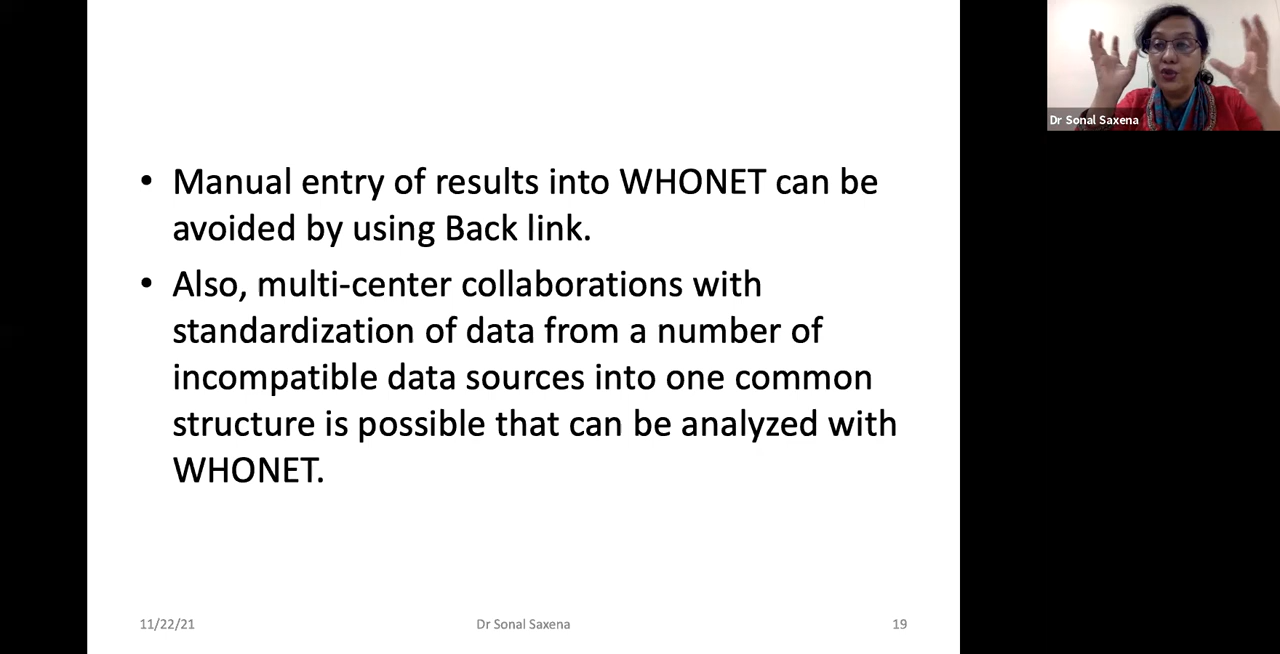 Dr Sonal Saxena
• Manual entry of results into WHONET can be
avoided by using Back link.
• Also, multi-center collaborations with
standardization of data from a number of
incompatible data sources into one common
structure is possible that can be analyzed with
WHONET.
11/22/21
Dr Sonal Saxena
19